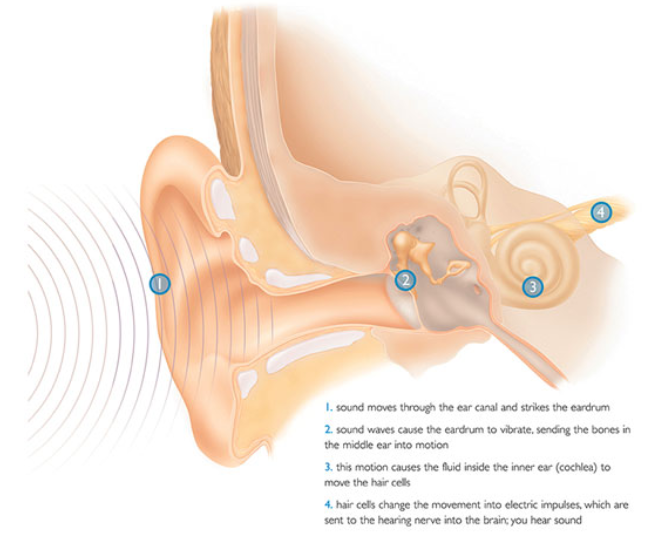 1
2
3
4
1. sound moves through the ear canal and strikes the eardrum
2. sound waves cause the eardrum to vibrate, sending the bones in
the middle ear into motion
3. this motion causes the fluid inside the inner ear (cochlea) to
move the hair cells
4. hair cells change the movement into electric impulses, which are
sent to the hearing nerve into the brain; you hear sound